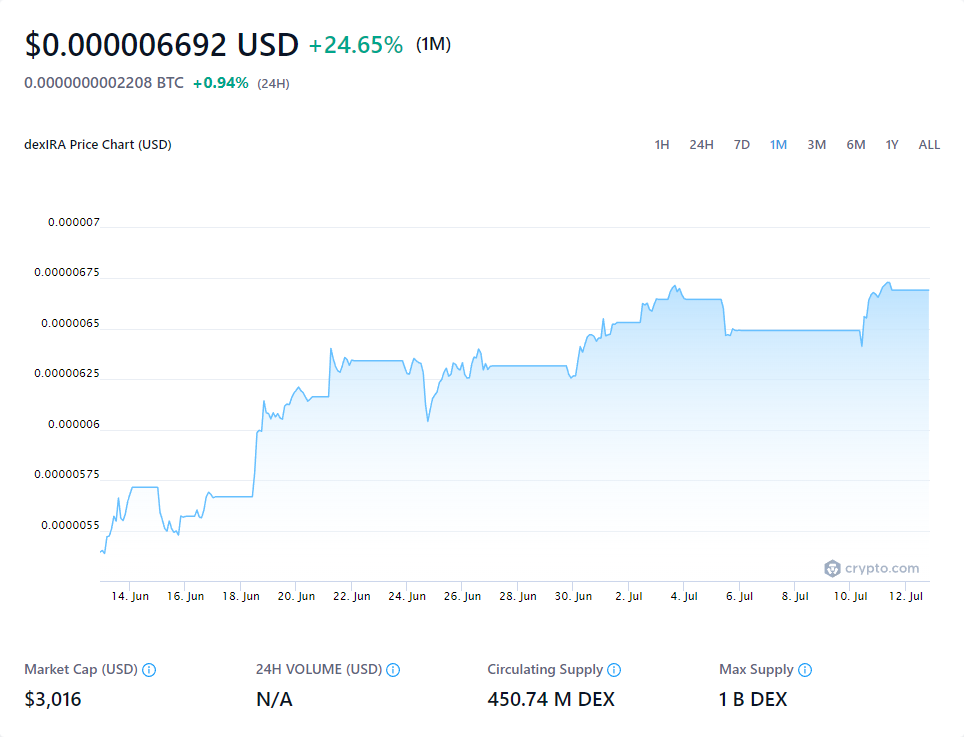 $0.000006692 USD +24.65% (1M)
0.0000000002208 BTC +0.94% (24H)
dexIRA Price Chart (USD)
1H 24H 7D 1M 3M 6M 1Y ALL
0.000007
0.00000675
0.0000065
0.00000625
0.000006
0.00000575
0.0000055
crypto.com
14. Jun 16. Jun 18. Jun 20. Jun 22. Jun 24. Jun 26. Jun 28. Jun 30. Jun 2. Jul 4. Jul 6. Jul 8. Jul 10. Jul 12. Jul
Market Cap (USD) 24H VOLUME (USD) Circulating Supply Max Supply
$3,016 N/A 450.74 M DEX 1 B DEX